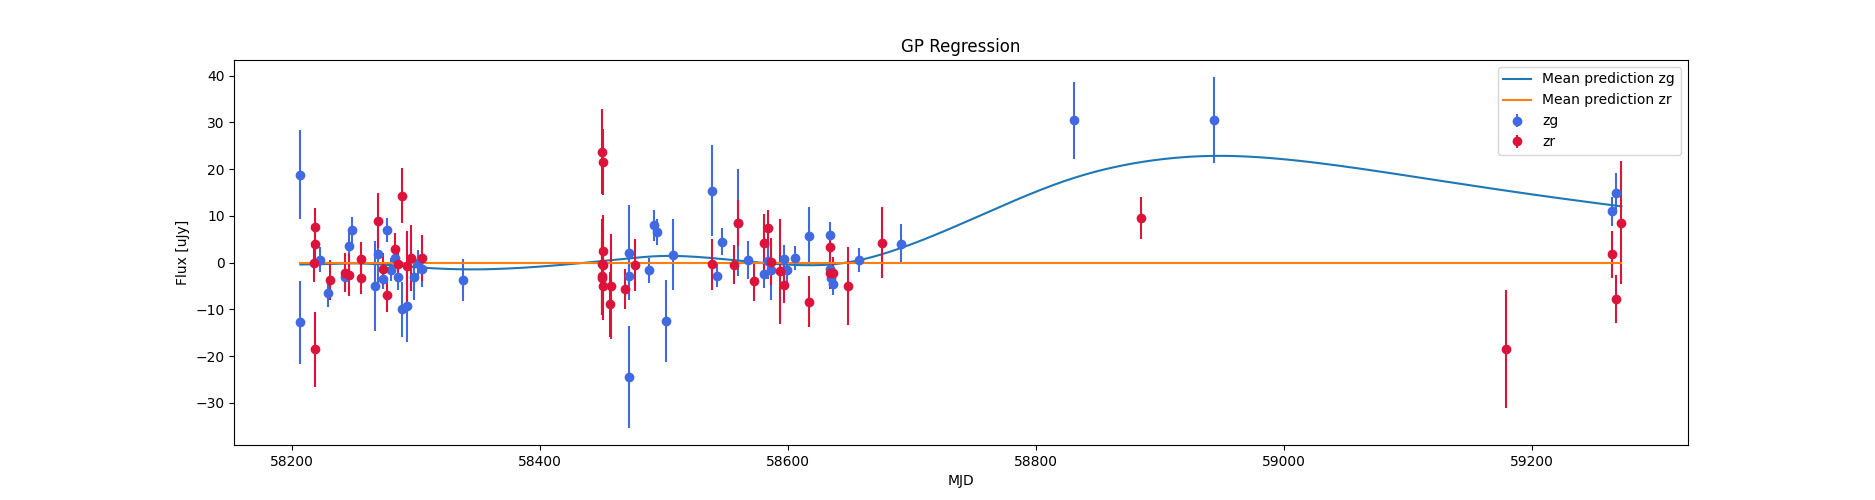 GP Regression
Flux [uJy]
40
30
20
10
0
−10
−20
−30
Mean prediction zg
Mean prediction zr
zg
zr
58200
58400
58600
58800
59000
59200
MJD